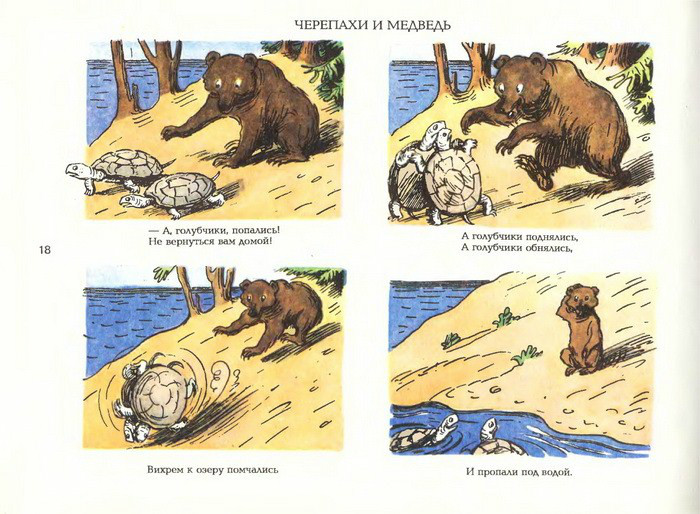 ЧЕРЕПАХИ И МЕДВЕДЬ
— А, голубчики, попались!
Не вернуться вам домой!
А голубчики поднялись,
А голубчики обнялись,
18
Вихрем к озеру помчались
И пропали под водой.